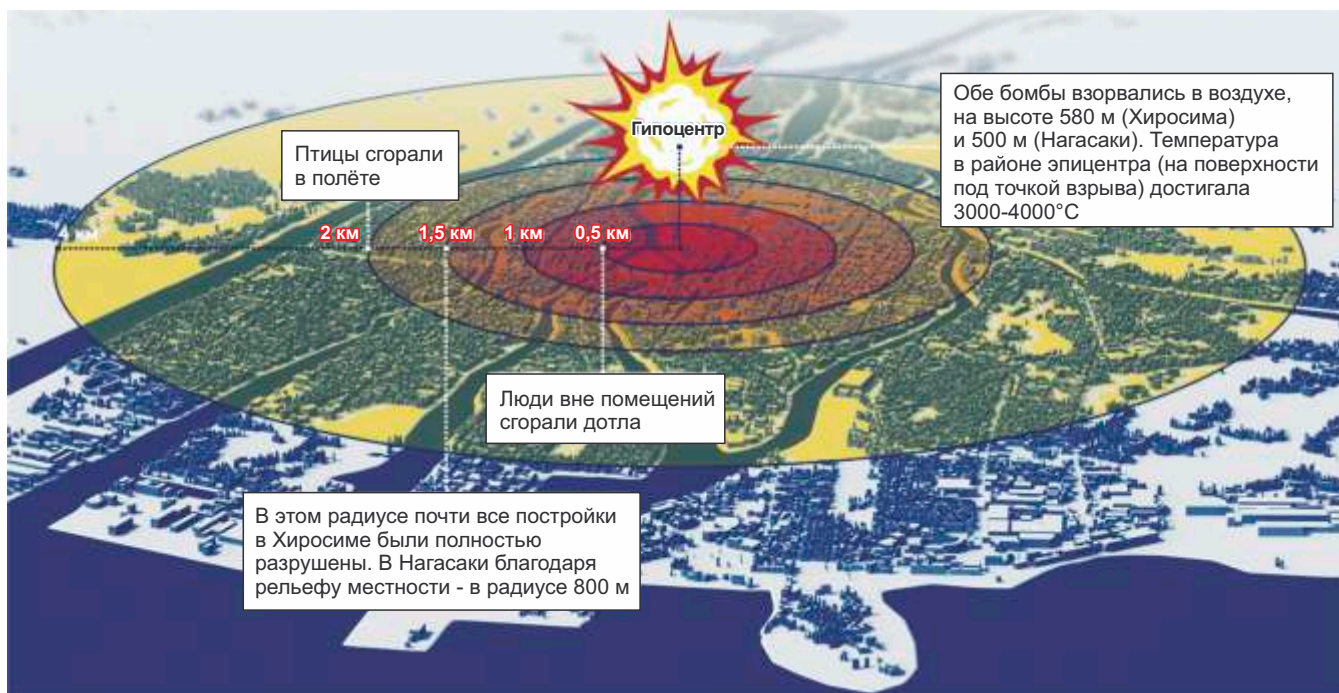 Гипоцентр
Обе бомбы взорвались в воздухе,
на высоте 580 м (Хиросима)
и 500 м (Нагасаки). Температура
в районе эпицентра (на поверхности
под точкой взрыва) достигала
3000-4000°C
Птицы сгорали
в полёте
2 км 1,5 км 1 км 0,5 км
Люди вне помещений
сгорали дотла
В этом радиусе почти все постройки
в Хиросиме были полностью
разрушены. В Нагасаки благодаря
рельефу местности - в радиусе 800 м